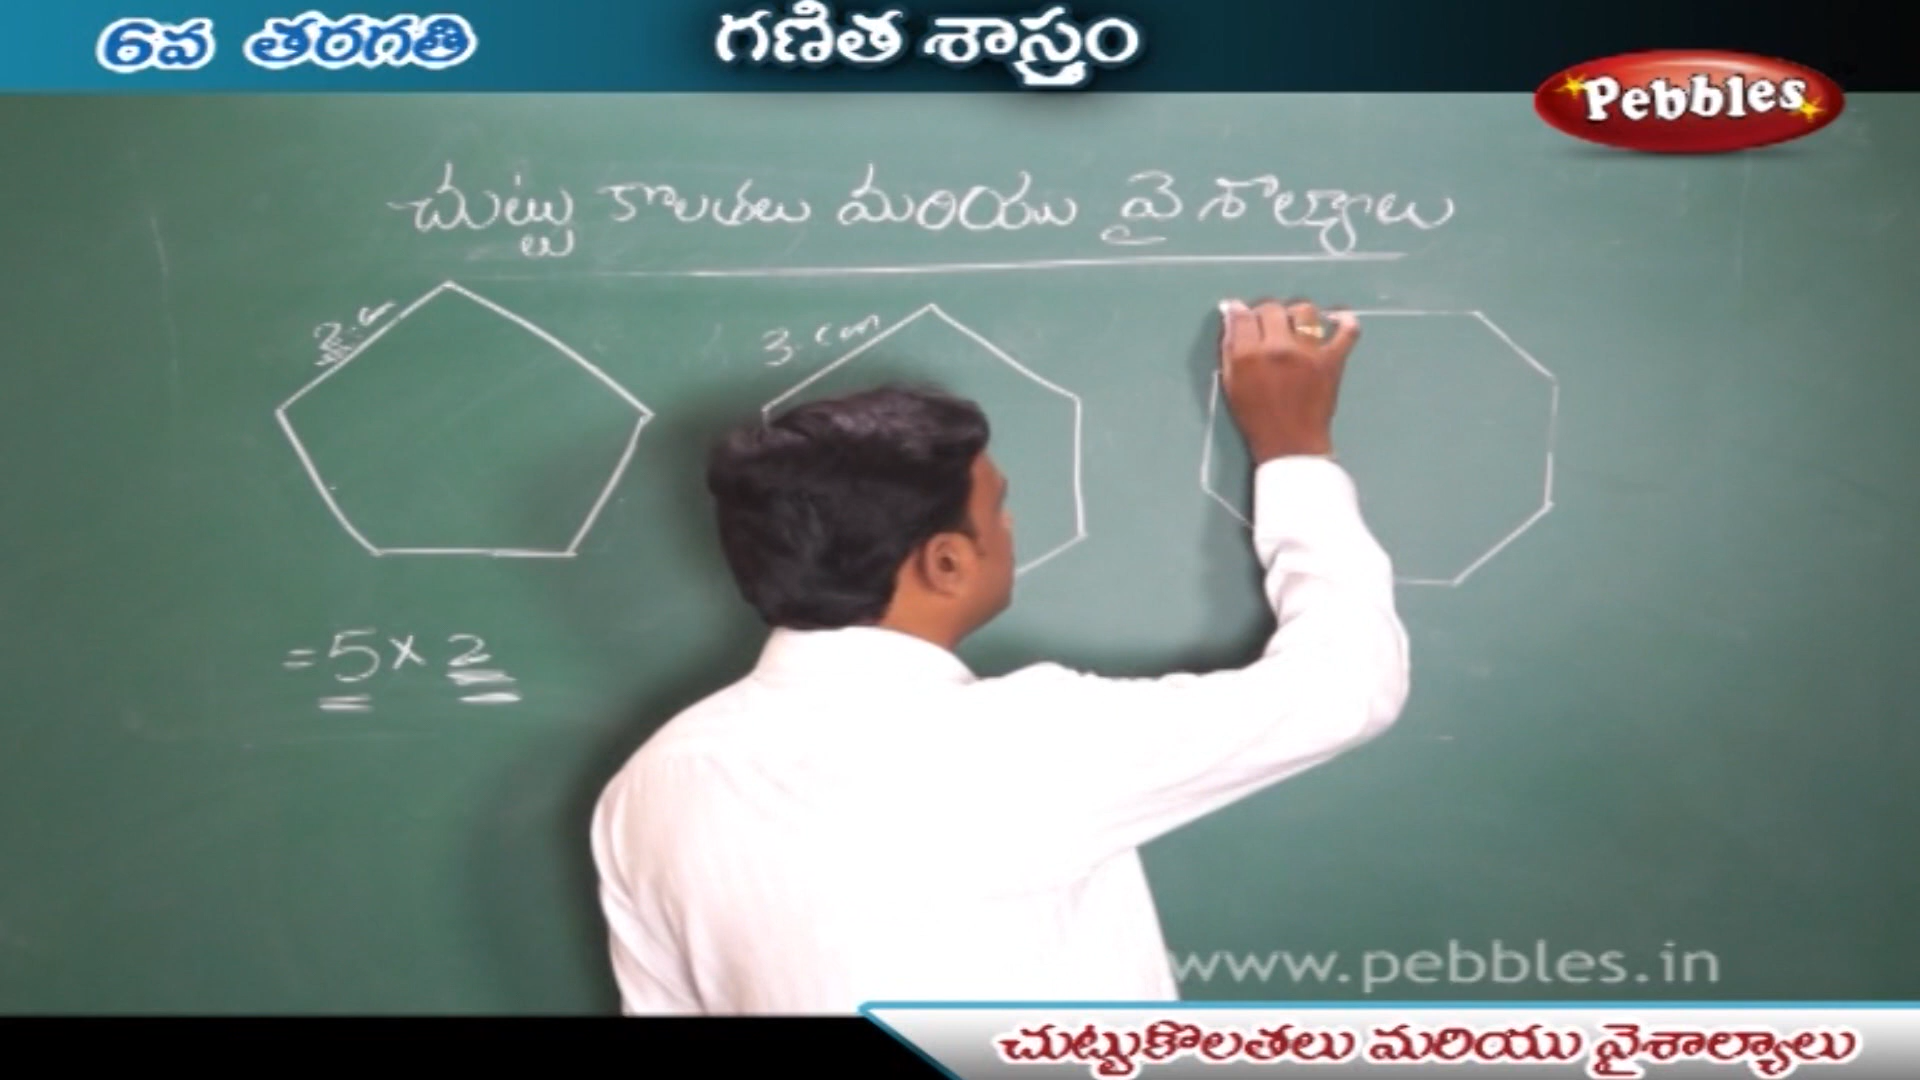 6వ తరగతి
గణిత శాస్త్రం
Pebbles
చుట్టు కొలతలు మరియు వైశాల్యాలు
3 cm
= 5 × 2
www.pebbles.in
చుట్టుకొలతలు మరియు వైశాల్యాలు